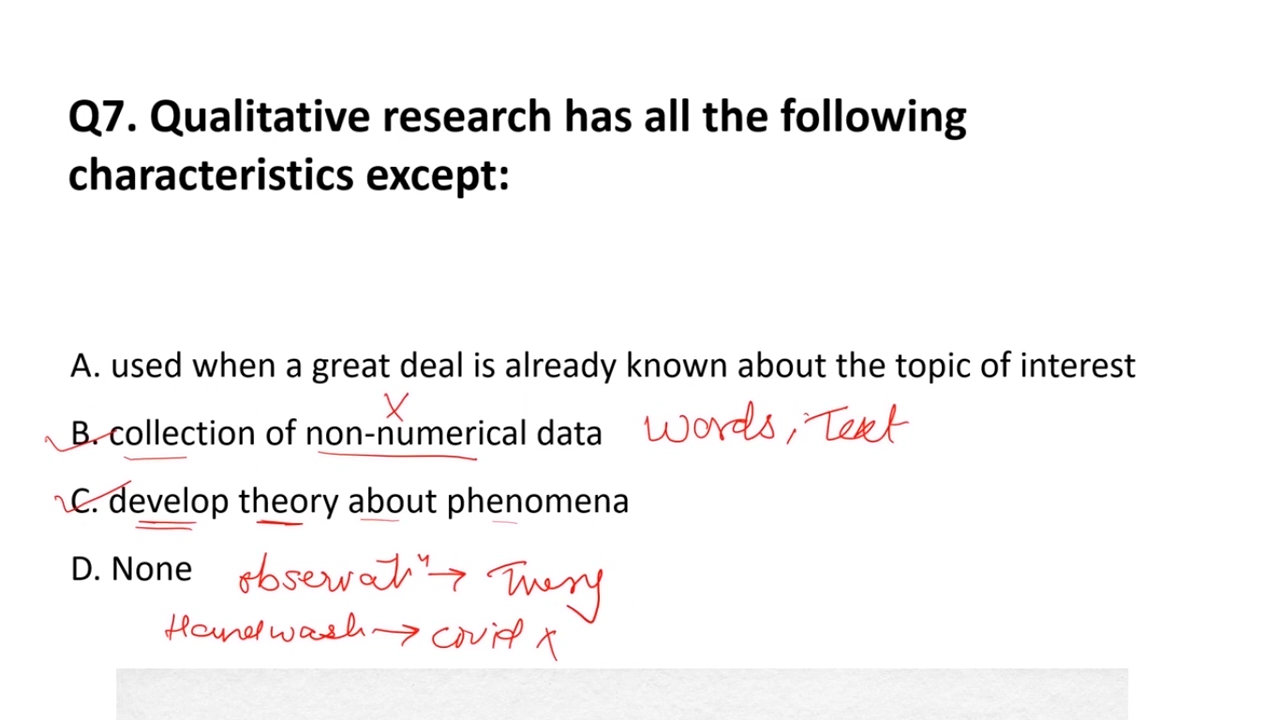 Q7. Qualitative research has all the following
characteristics except:
A. used when a great deal is already known about the topic of interest
B. collection of non-numerical data words, Text
C. develop theory about phenomena
D. None observatⁿ → Theory
Handwash → covid x